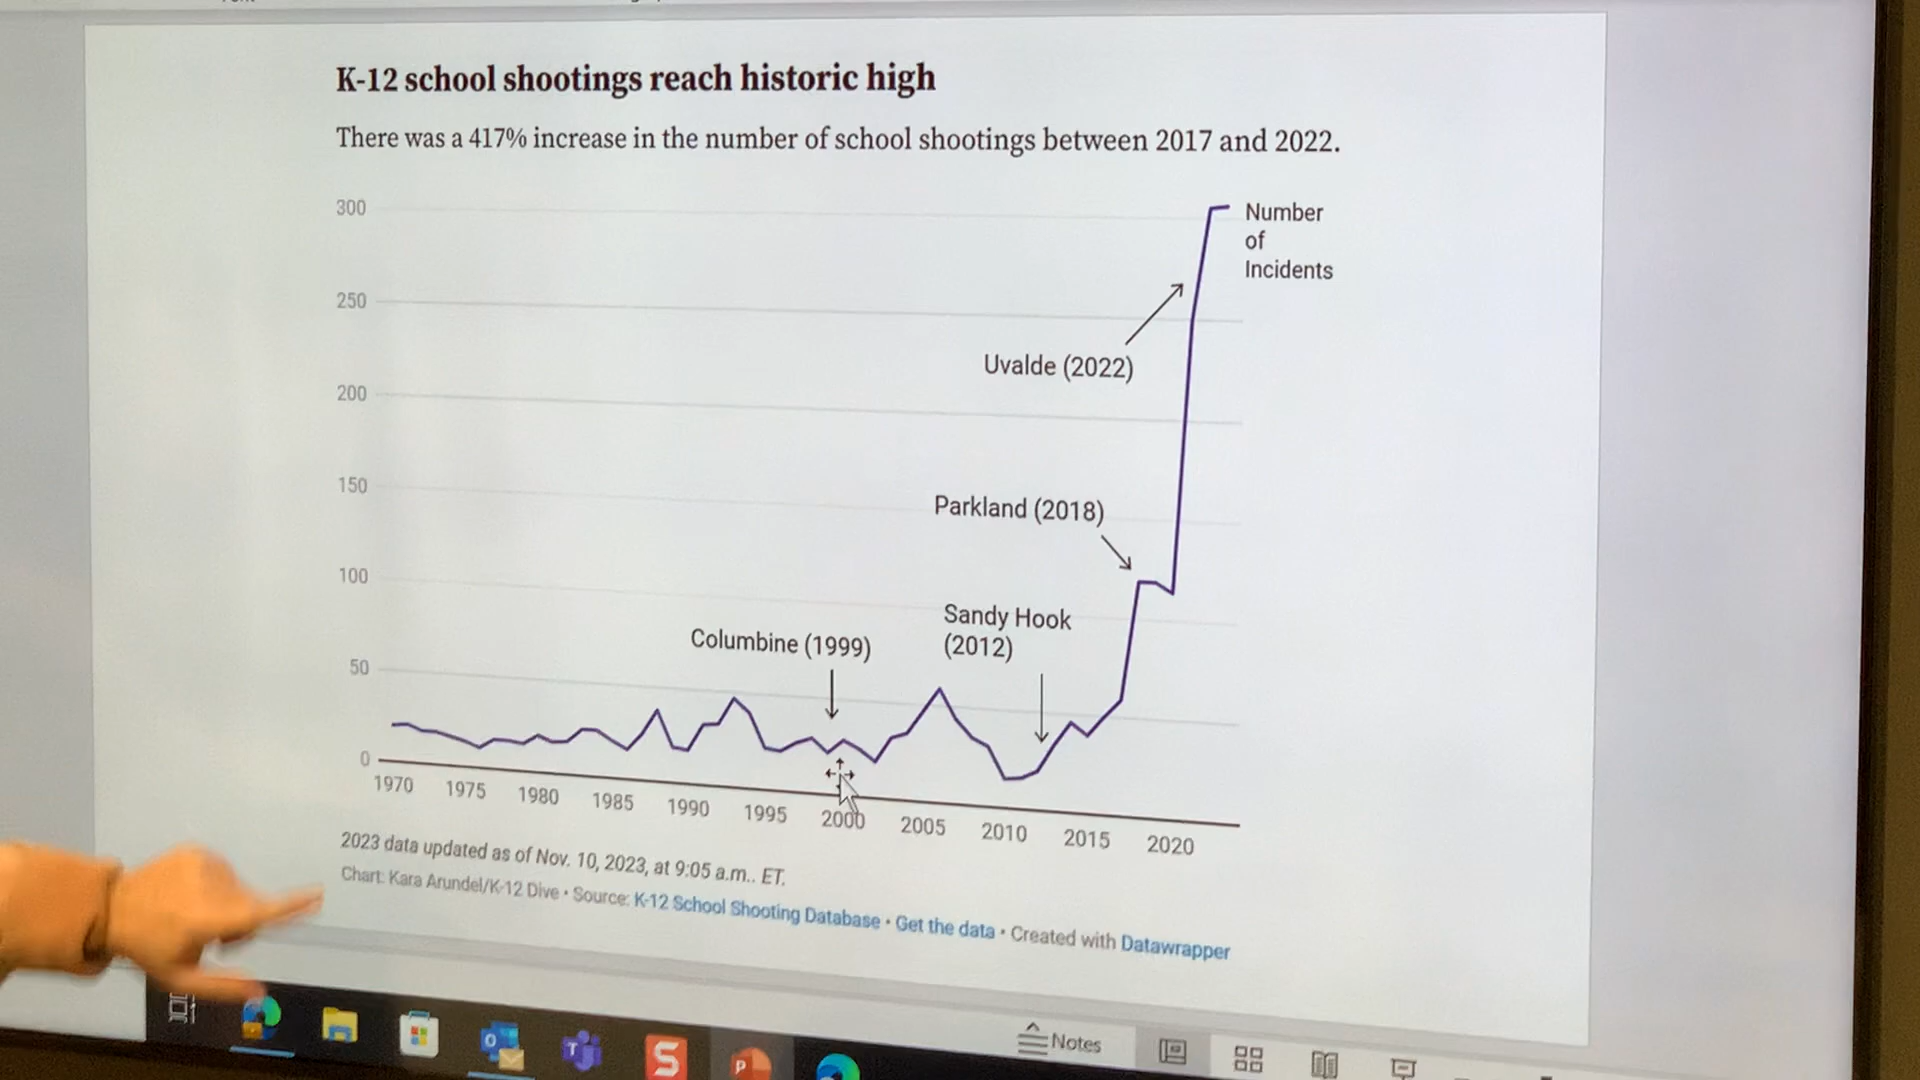 K-12 school shootings reach historic high
There was a 417% increase in the number of school shootings between 2017 and 2022.
300
Number
of
Incidents
250
Uvalde (2022)
200
150
Parkland (2018)
100
Sandy Hook
(2012)
Columbine (1999)
50
0
1970 1975 1980 1985 1990 1995 2000 2005 2010 2015 2020
2023 data updated as of Nov. 10, 2023, at 9:05 a.m.. ET.
Chart: Kara Arundel/K-12 Dive • Source: K-12 School Shooting Database • Get the data • Created with Datawrapper
Notes